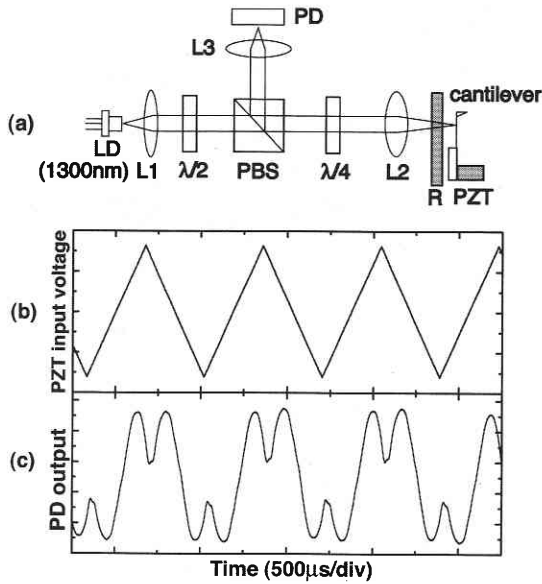 PD
L3
cantilever
(a)
LD
(1300nm)
L1
λ/2
PBS
λ/4
L2
R
PZT
(b)
PZT input voltage
(c)
PD output
Time (500μs/div)